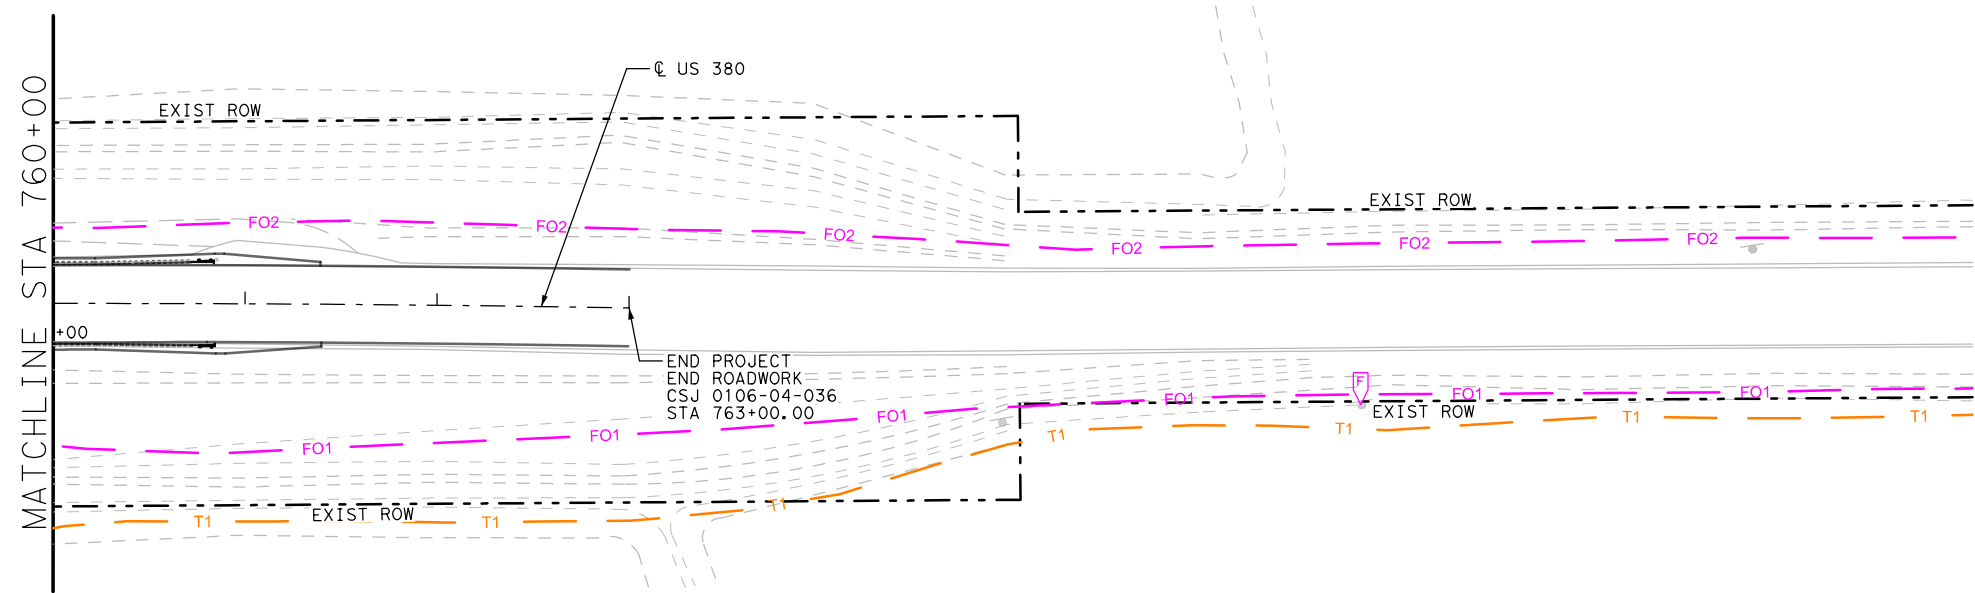 MATCHLINE STA 760+00
℄ US 380
EXIST ROW
EXIST ROW
FO2
FO2
FO2
FO2
FO2
FO2
+00
END PROJECT
END ROADWORK
CSJ 0106-04-036
STA 763+00.00
F
FO1
FO1
FO1
FO1
FO1
FO1
EXIST ROW
T1
T1
T1
T1
EXIST ROW
T1
T1
T1